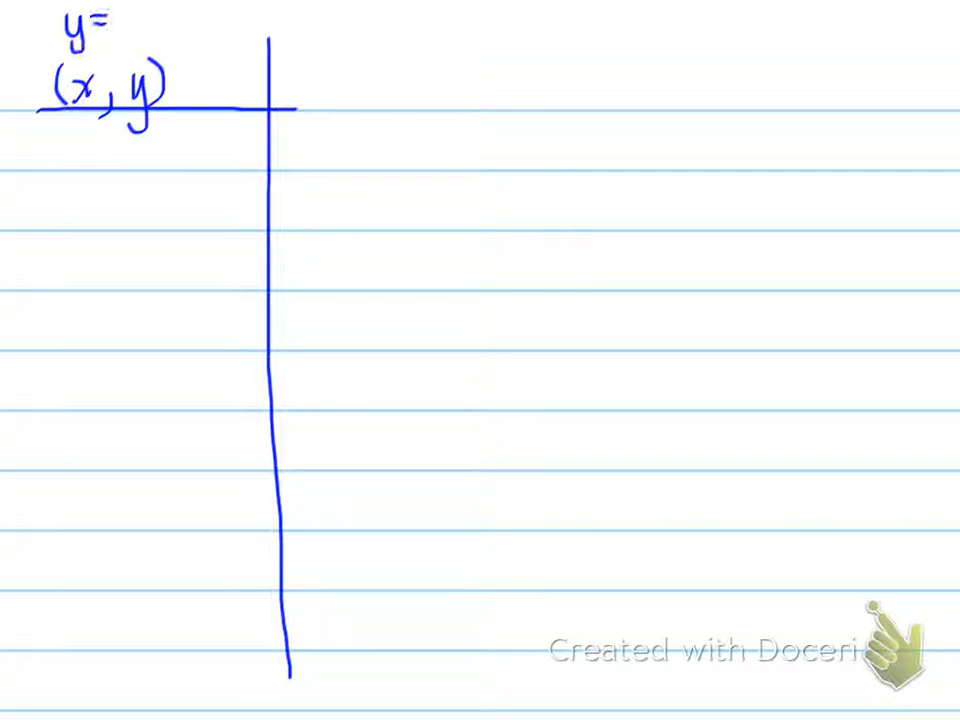 y=
(x, y)
Created with Doceri